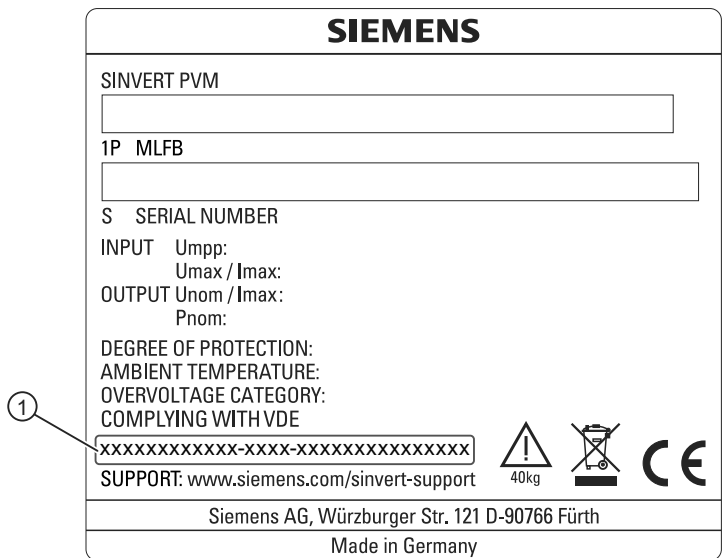 SIEMENS
SINVERT PVM
1P MLFB
S SERIAL NUMBER
INPUT Umpp:
Umax / Imax:
OUTPUT Unom / Imax:
Pnom:
DEGREE OF PROTECTION:
AMBIENT TEMPERATURE:
OVERVOLTAGE CATEGORY:
COMPLYING WITH VDE
1
xxxxxxxxxxxx-xxxx-xxxxxxxxxxxxxxx
40kg
CE
SUPPORT: www.siemens.com/sinvert-support
Siemens AG, Würzburger Str. 121 D-90766 Fürth
Made in Germany